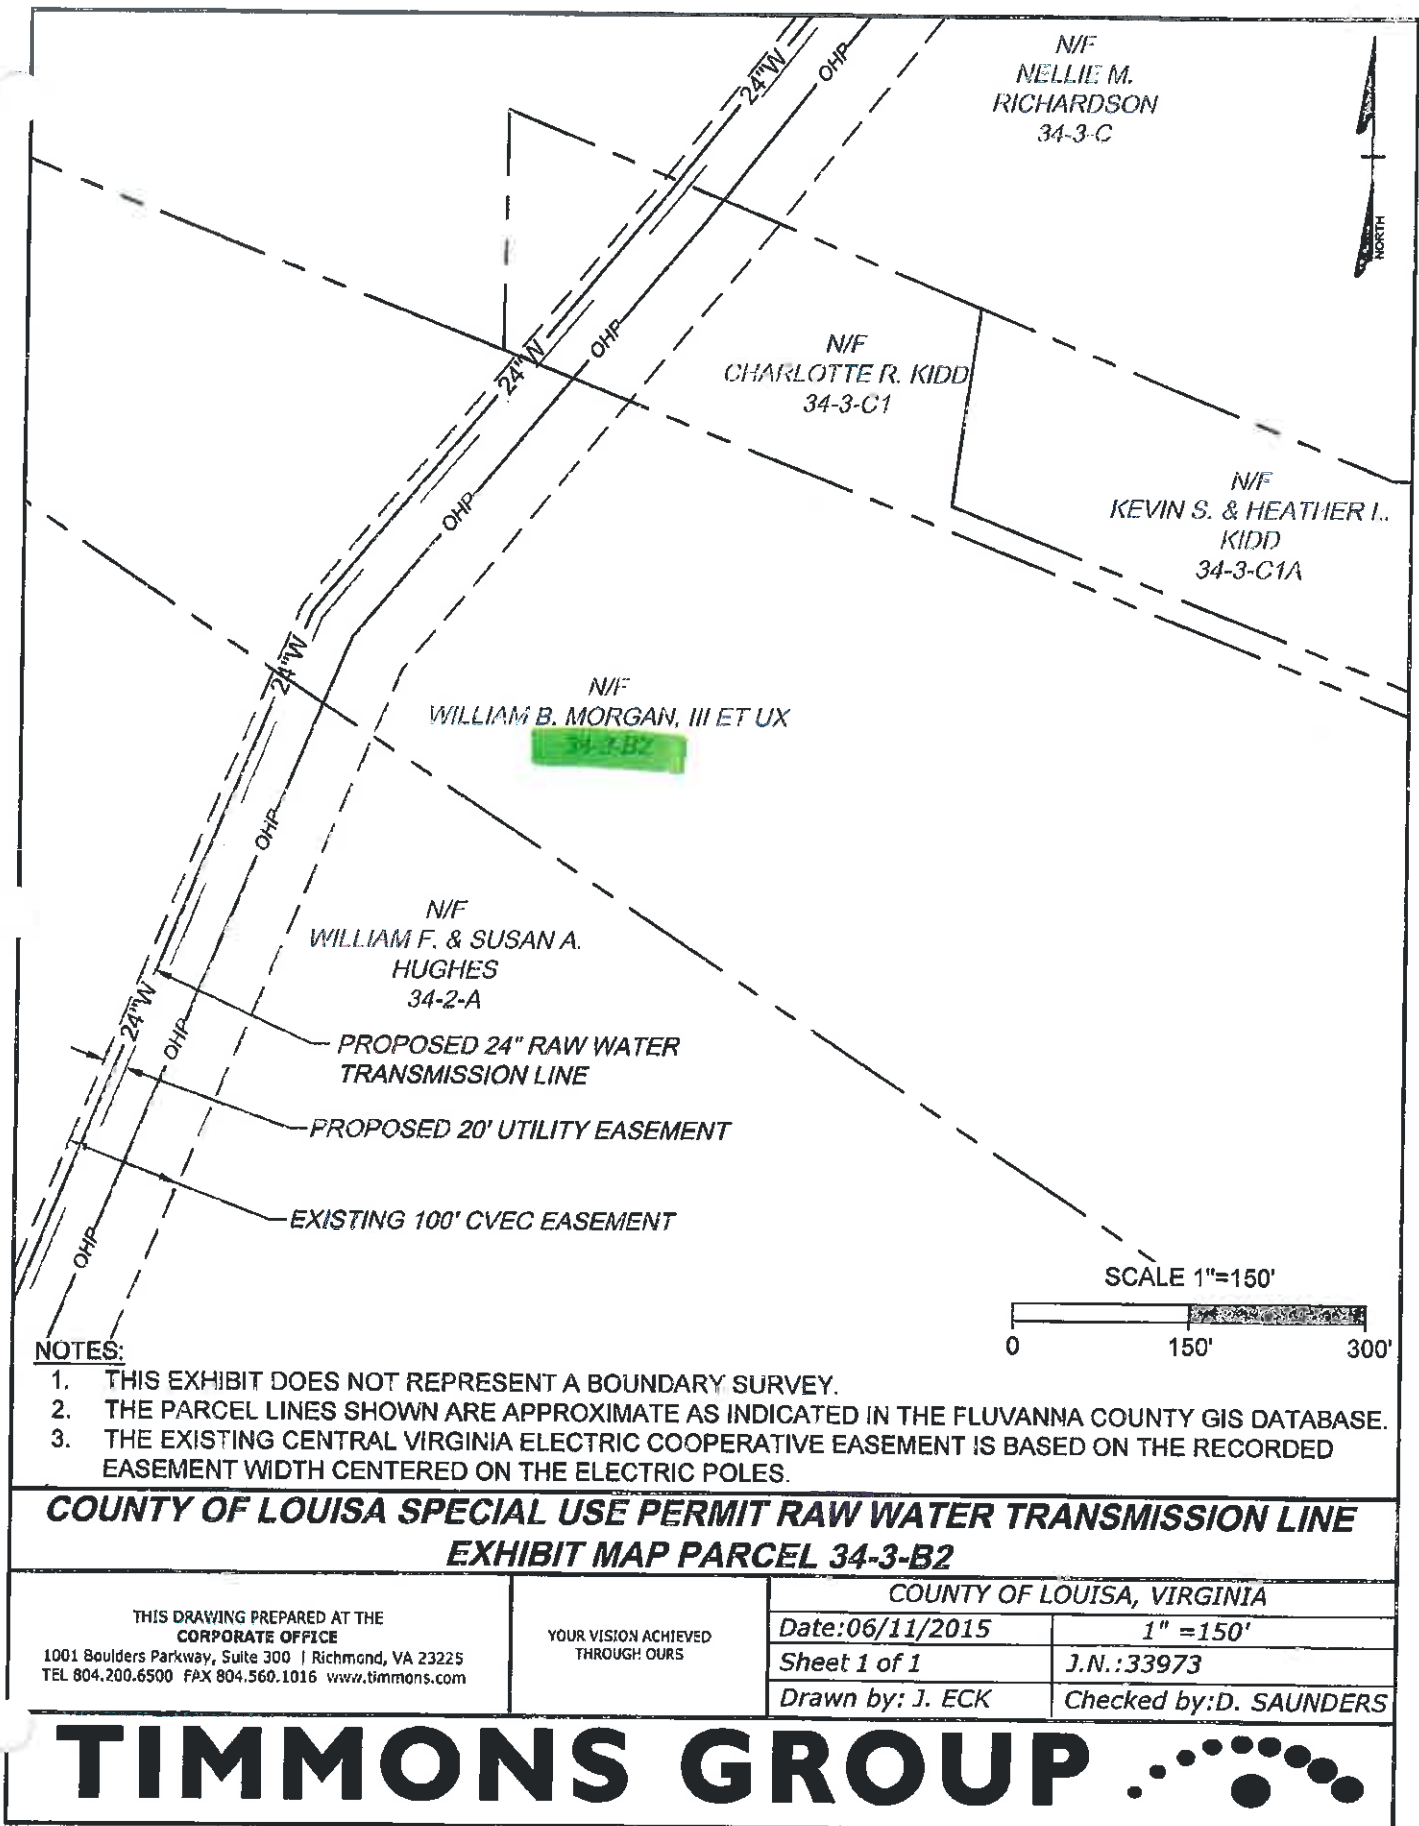 N/F
NELLIE M.
RICHARDSON
34-3-C
NORTH
24"W
OHP
24"W
OHP
N/F
CHARLOTTE R. KIDD
34-3-C1
OHP
N/F
KEVIN S. & HEATHER L.
KIDD
34-3-C1A
24"W
N/F
WILLIAM B. MORGAN, III ET UX
34-3-B2
OHP
N/F
WILLIAM F. & SUSAN A.
HUGHES
34-2-A
24"W
OHP
PROPOSED 24" RAW WATER
TRANSMISSION LINE
PROPOSED 20' UTILITY EASEMENT
EXISTING 100' CVEC EASEMENT
OHP
SCALE 1"=150'
0 150' 300'
NOTES:
1. THIS EXHIBIT DOES NOT REPRESENT A BOUNDARY SURVEY.
2. THE PARCEL LINES SHOWN ARE APPROXIMATE AS INDICATED IN THE FLUVANNA COUNTY GIS DATABASE.
3. THE EXISTING CENTRAL VIRGINIA ELECTRIC COOPERATIVE EASEMENT IS BASED ON THE RECORDED
EASEMENT WIDTH CENTERED ON THE ELECTRIC POLES.
COUNTY OF LOUISA SPECIAL USE PERMIT RAW WATER TRANSMISSION LINE
EXHIBIT MAP PARCEL 34-3-B2
THIS DRAWING PREPARED AT THE
CORPORATE OFFICE
1001 Boulders Parkway, Suite 300 | Richmond, VA 23225
TEL 804.200.6500 FAX 804.560.1016 www.timmons.com
YOUR VISION ACHIEVED
THROUGH OURS
COUNTY OF LOUISA, VIRGINIA
Date:06/11/2015 1" =150'
Sheet 1 of 1 J.N.:33973
Drawn by: J. ECK Checked by:D. SAUNDERS
TIMMONS GROUP